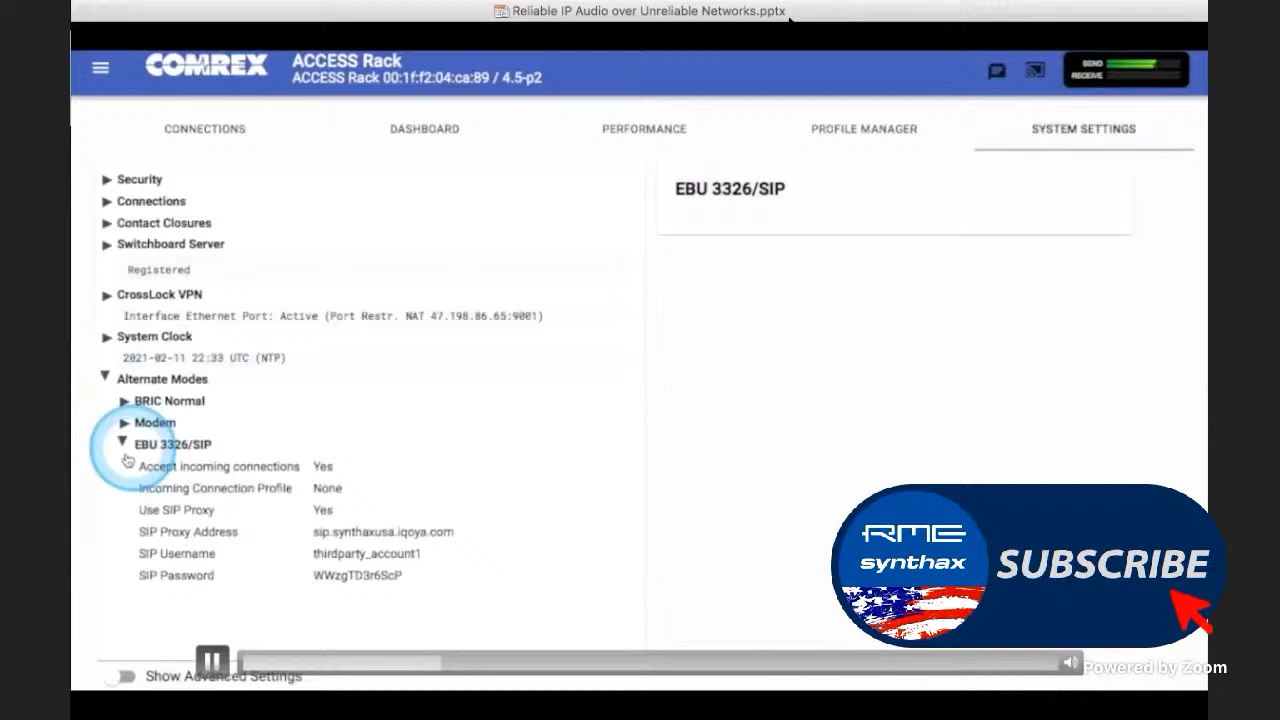 Reliable IP Audio over Unreliable Networks.pptx
COMREX
ACCESS Rack
ACCESS Rack 00:1f:f2:04:ca:89 / 4.5-p2
SEND
RECEIVE
CONNECTIONS
DASHBOARD
PERFORMANCE
PROFILE MANAGER
SYSTEM SETTINGS
Security
Connections
Contact Closures
Switchboard Server
Registered
CrossLock VPN
Interface Ethernet Port: Active (Port Restr. NAT 47.198.86.65:9001)
System Clock
2021-02-11 22:33 UTC (NTP)
Alternate Modes
BRIC Normal
Modem
EBU 3326/SIP
Accept incoming connections Yes
Incoming Connection Profile None
Use SIP Proxy Yes
SIP Proxy Address sip.synthaxusa.iqoya.com
SIP Username thirdparty_account1
SIP Password WWzgTD3r6ScP
Show Advanced Settings
EBU 3326/SIP
RME
synthax
SUBSCRIBE
Powered by Zoom